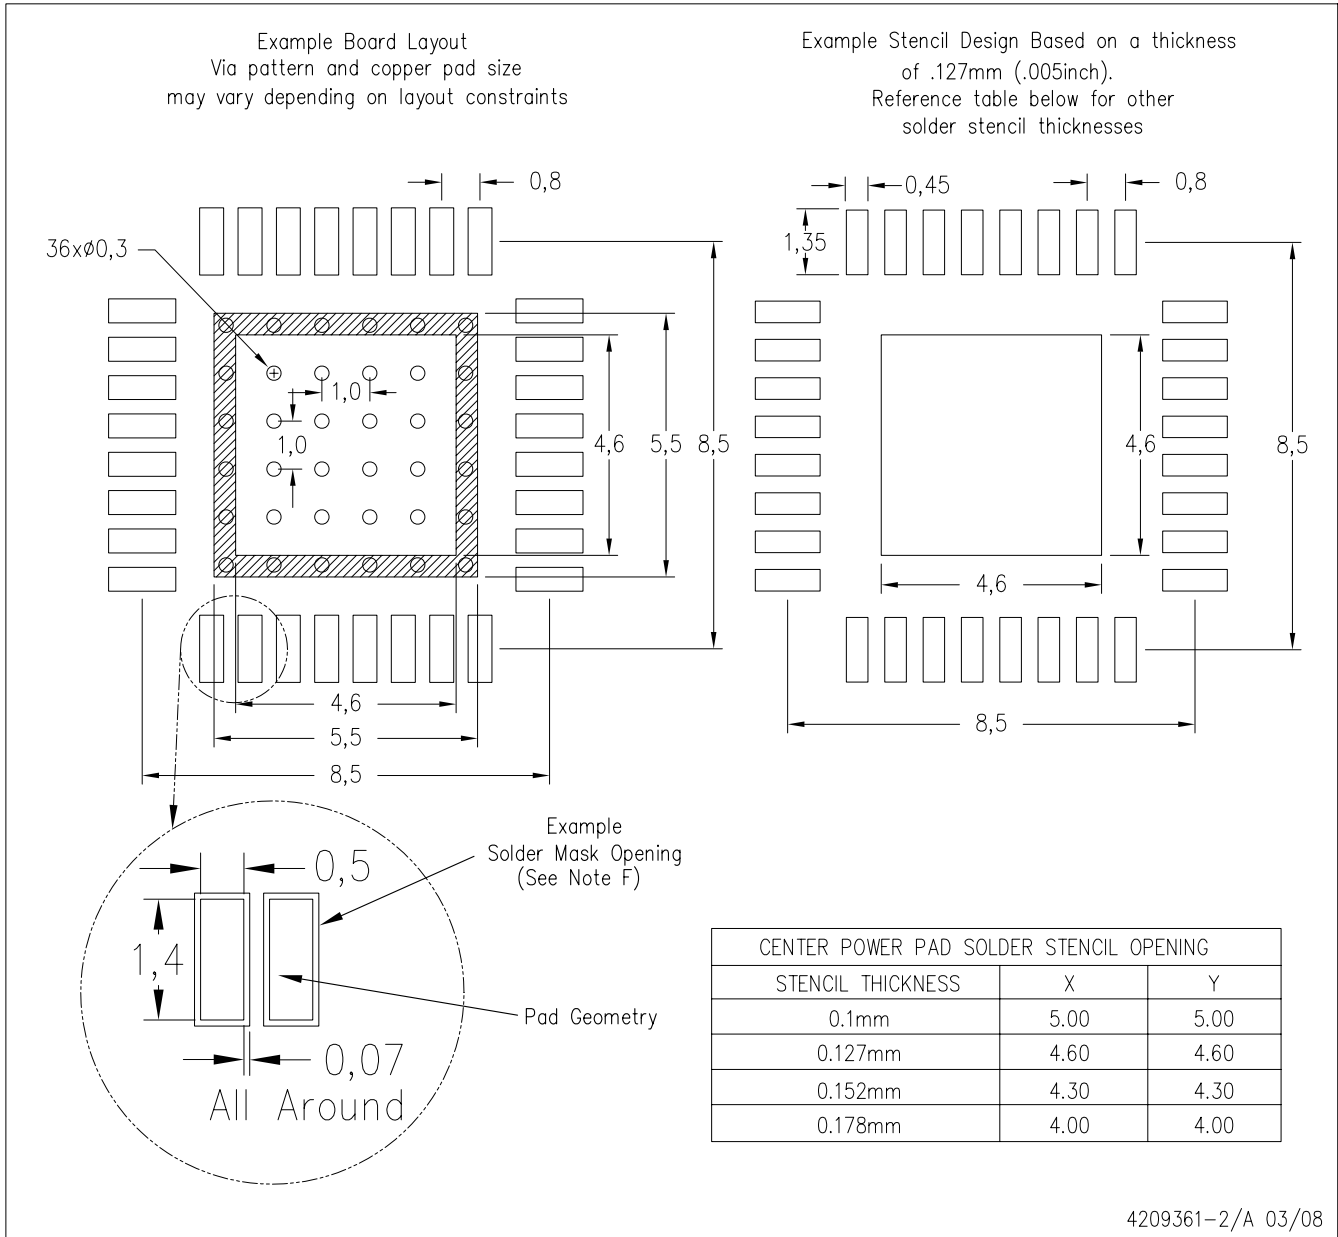 Example Board Layout
Via pattern and copper pad size
may vary depending on layout constraints
Example Stencil Design Based on a thickness
of .127mm (.005inch).
Reference table below for other
solder stencil thicknesses
0,8
36xø0,3
1,0
1,0
4,6
5,5
8,5
4,6
5,5
8,5
0,45
0,8
1,35
4,6
8,5
4,6
8,5
Example
Solder Mask Opening
(See Note F)
0,5
1,4
Pad Geometry
0,07
All Around
CENTER POWER PAD SOLDER STENCIL OPENING
STENCIL THICKNESS X Y
0.1mm 5.00 5.00
0.127mm 4.60 4.60
0.152mm 4.30 4.30
0.178mm 4.00 4.00
4209361-2/A 03/08